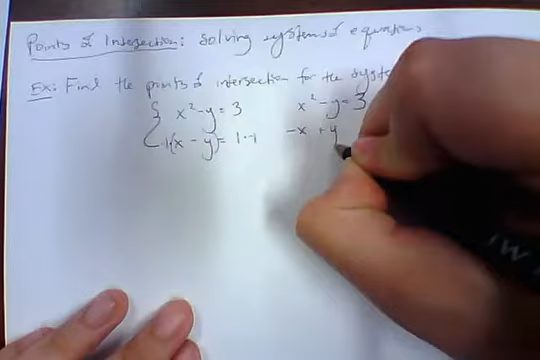 Points of Intersection: Solving systems of equations
Ex: Find the points of intersection for the syste
x² - y = 3 x² - y = 3
-1(x - y) = 1·-1 -x + y